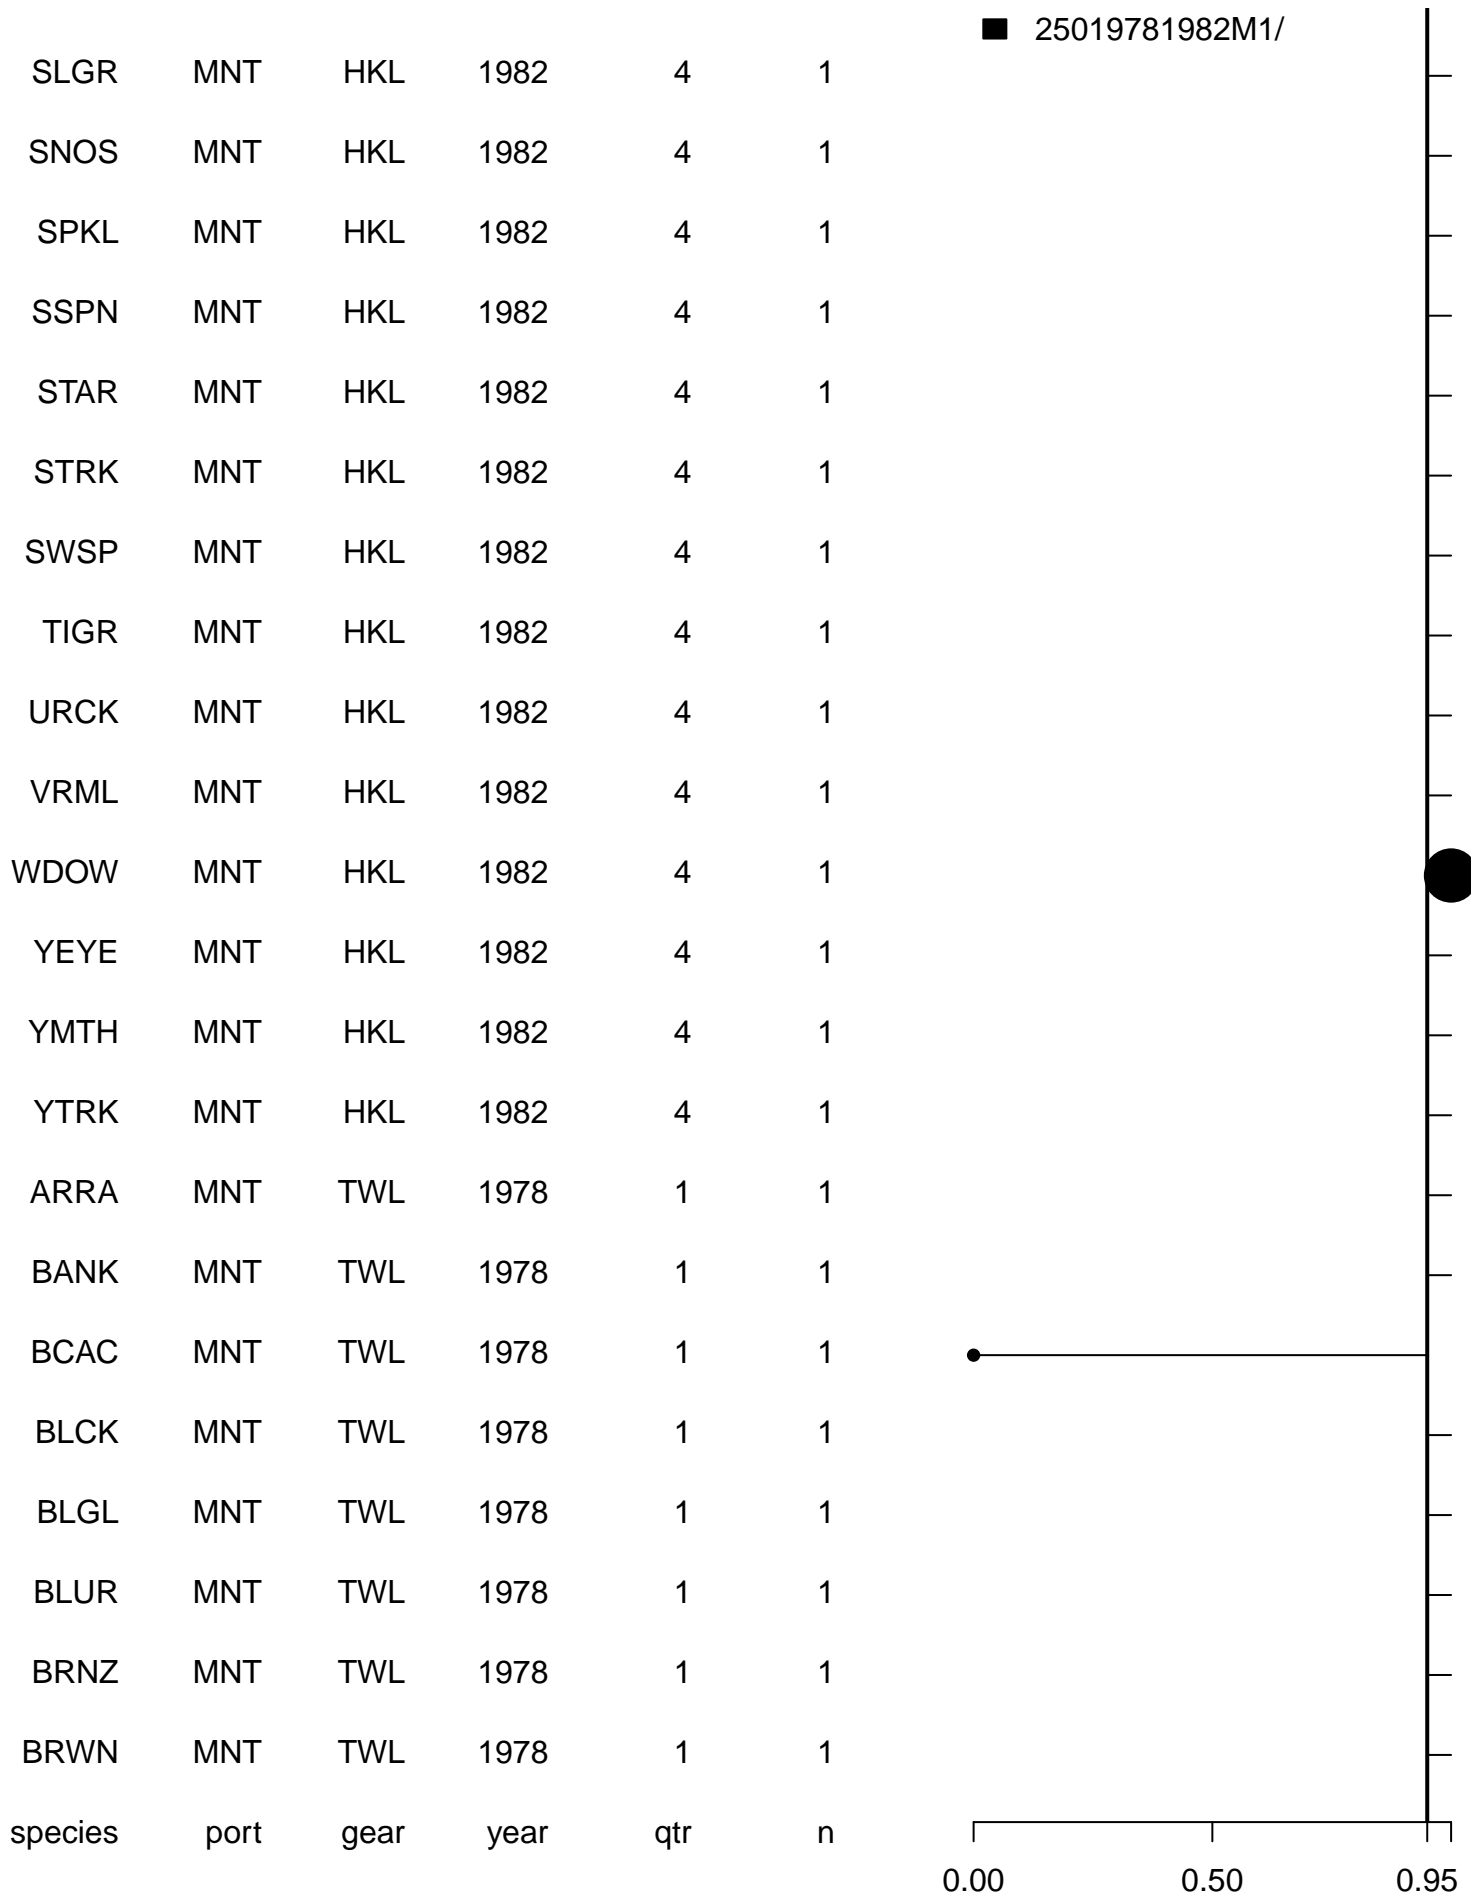 25019781982M1/
SLGR MNT HKL 1982 4 1
SNOS MNT HKL 1982 4 1
SPKL MNT HKL 1982 4 1
SSPN MNT HKL 1982 4 1
STAR MNT HKL 1982 4 1
STRK MNT HKL 1982 4 1
SWSP MNT HKL 1982 4 1
TIGR MNT HKL 1982 4 1
URCK MNT HKL 1982 4 1
VRML MNT HKL 1982 4 1
WDOW MNT HKL 1982 4 1
YEYE MNT HKL 1982 4 1
YMTH MNT HKL 1982 4 1
YTRK MNT HKL 1982 4 1
ARRA MNT TWL 1978 1 1
BANK MNT TWL 1978 1 1
BCAC MNT TWL 1978 1 1
BLCK MNT TWL 1978 1 1
BLGL MNT TWL 1978 1 1
BLUR MNT TWL 1978 1 1
BRNZ MNT TWL 1978 1 1
BRWN MNT TWL 1978 1 1
species port gear year qtr n
0.00 0.50 0.95